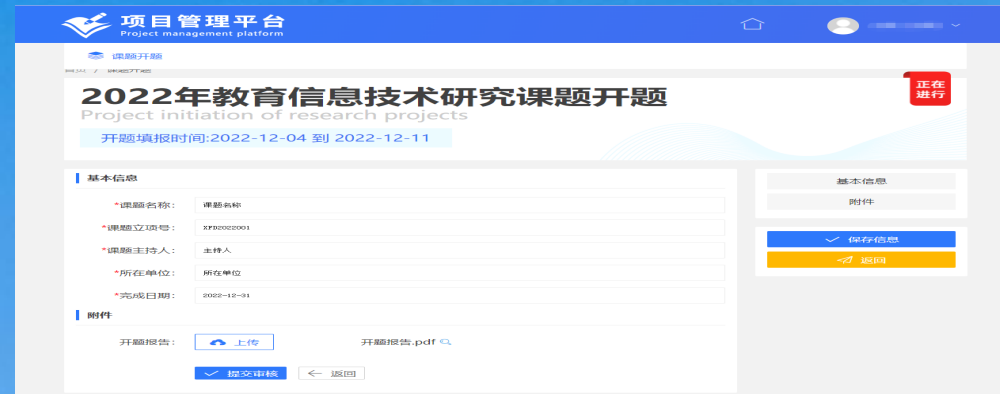 项目管理平台
Project management platform
课题开题
首页 / 课题开题
2022年教育信息技术研究课题开题
Project initiation of research projects
正在
进行
开题填报时间:2022-12-04 到 2022-12-11
基本信息
*课题名称: 课题名称
*课题立项号: XFD2022001
*课题主持人: 主持人
*所在单位: 所在单位
*完成日期: 2022-12-31
附件
开题报告: 上传 开题报告.pdf
提交审核 返回
基本信息
附件
保存信息
返回